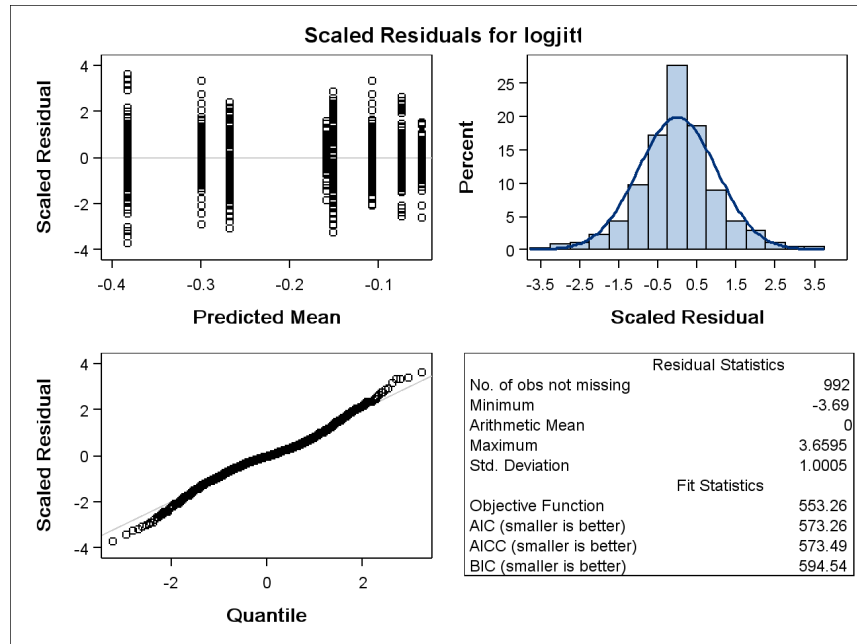 Scaled Residuals for logjitt
4
2
0
-2
-4
Scaled Residual
-0.4
-0.3
-0.2
-0.1
Predicted Mean
25
20
15
10
5
0
Percent
-3.5
-2.5
-1.5
-0.5
0.5
1.5
2.5
3.5
Scaled Residual
4
2
0
-2
-4
Scaled Residual
-2
0
2
Quantile
Residual Statistics
No. of obs not missing 992
Minimum -3.69
Arithmetic Mean 0
Maximum 3.6595
Std. Deviation 1.0005
Fit Statistics
Objective Function 553.26
AIC (smaller is better) 573.26
AICC (smaller is better) 573.49
BIC (smaller is better) 594.54